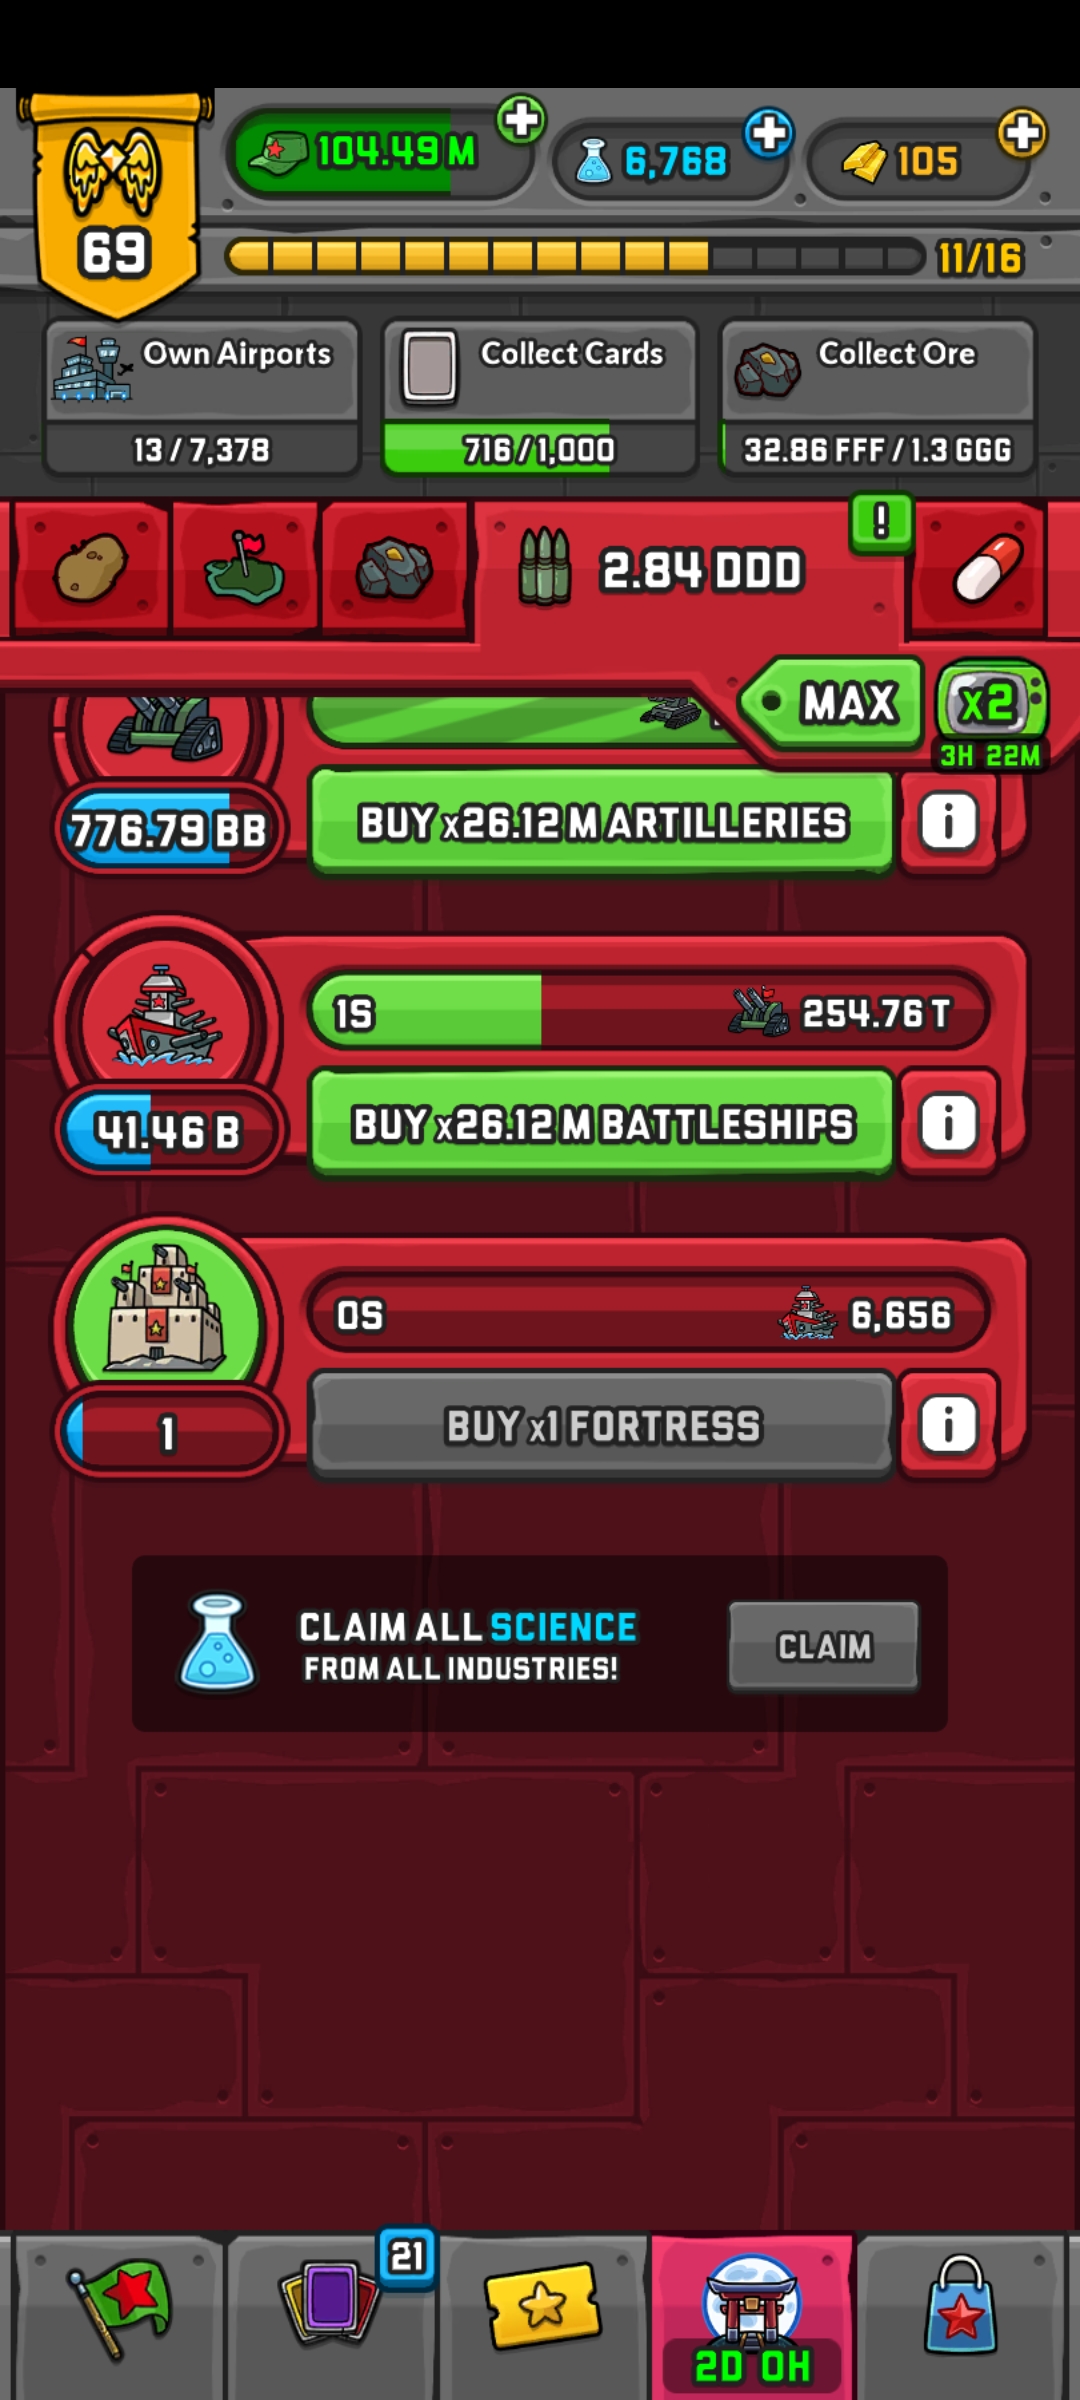 104.49 M
6,768
105
69
11/16
Own Airports
13 / 7,378
Collect Cards
716 / 1,000
Collect Ore
32.86 FFF / 1.3 GGG
2.84 DDD
!
MAX
x2
3H 22M
776.79 BB
BUY x26.12 M ARTILLERIES
i
1S
254.76 T
41.46 B
BUY x26.12 M BATTLESHIPS
i
0S
6,656
1
BUY x1 FORTRESS
i
CLAIM ALL SCIENCE
FROM ALL INDUSTRIES!
CLAIM
21
2D 0H